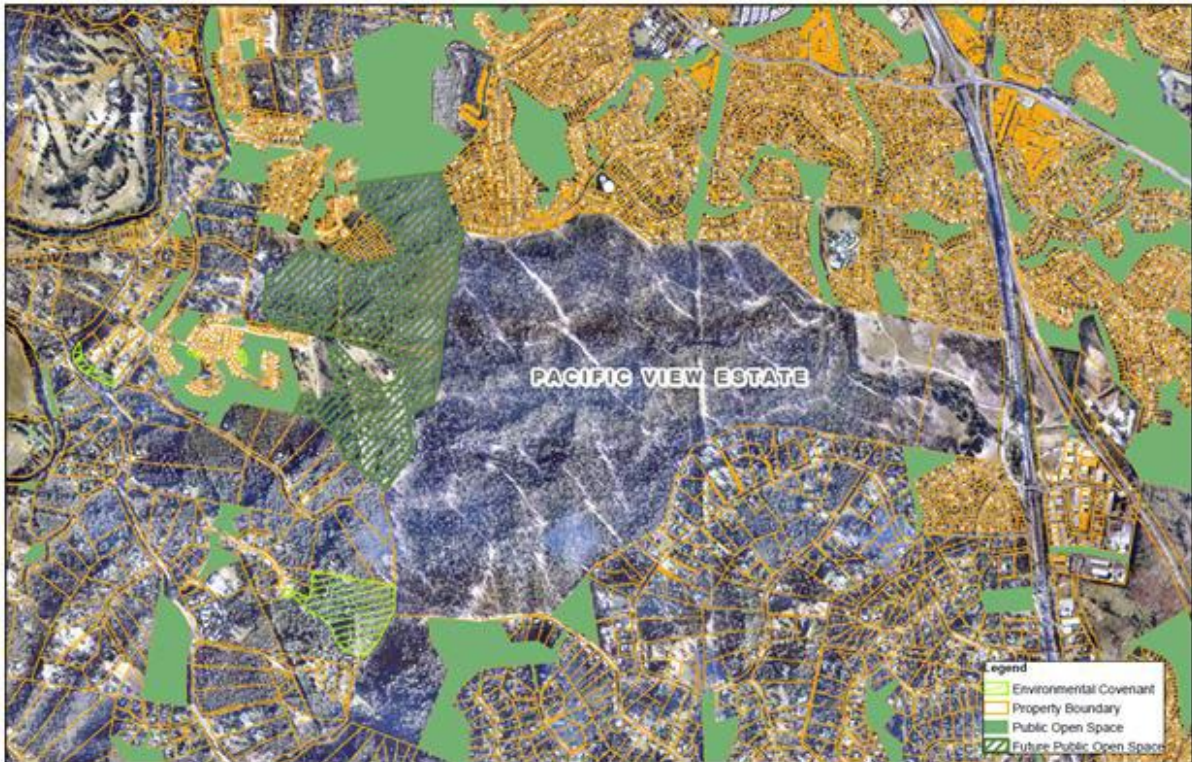 PACIFIC VIEW ESTATE
Legend
Environmental Covenant
Property Boundary
Public Open Space
Future Public Open Space